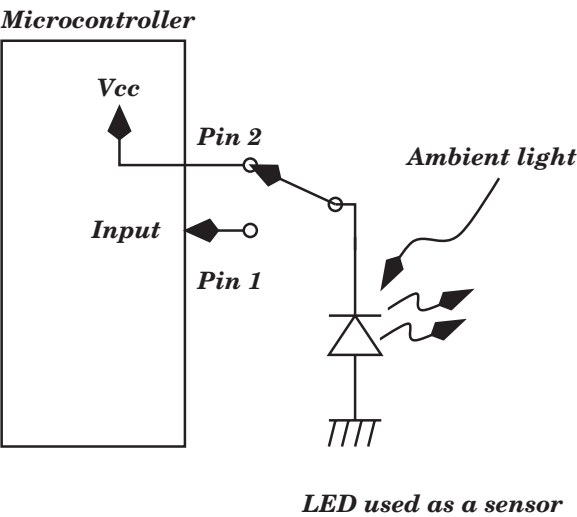 Microcontroller
Vcc
Pin 2
Ambient light
Input
Pin 1
LED used as a sensor